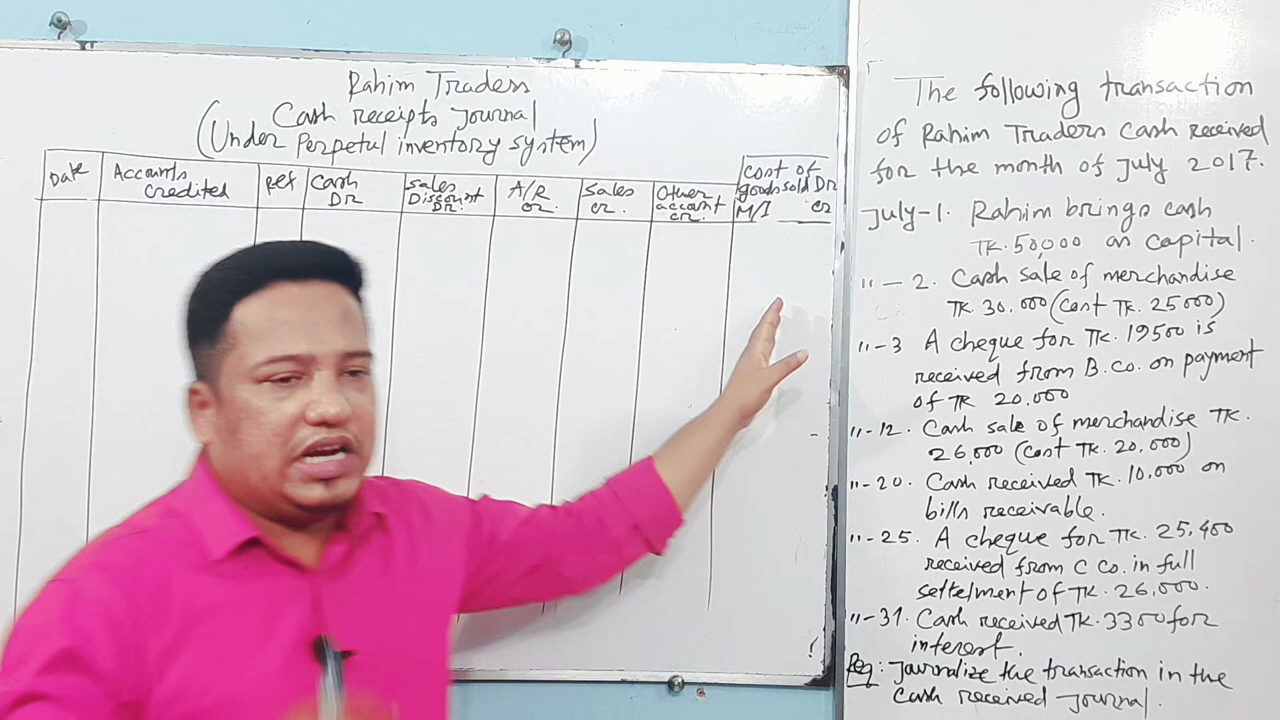 Rahim Traders
Cash receipts Journal
(Under Perpetul inventory system)
Date
Accounts
Credited
Ref
Cash
DR
Sales
Discount
DR.
A/R
cr.
Sales
cr.
Other
account
cr.
Cost of
goods sold DR
M/I __ cr
The following transaction
of Rahim Traders Cash received
for the month of July 2017.
July-1. Rahim brings cash
TK. 50,000 as capital.
"-2. Cash sale of merchandise
TK. 30,000 (Cost TK. 25000)
"-3 A cheque for TK. 19500 is
received from B.Co. on payment
of TK 20,000
"-12. Cash sale of merchandise TK.
26,000 (Cost TK. 20,000)
"-20. Cash received TK. 10,000 on
bills receivable.
"-25. A cheque for TK. 25,400
received from C Co. in full
settelment of TK. 26,000.
"-31. Cash received TK. 3300 for
interest.
Req: Journalize the transaction in the
cash received Journal.